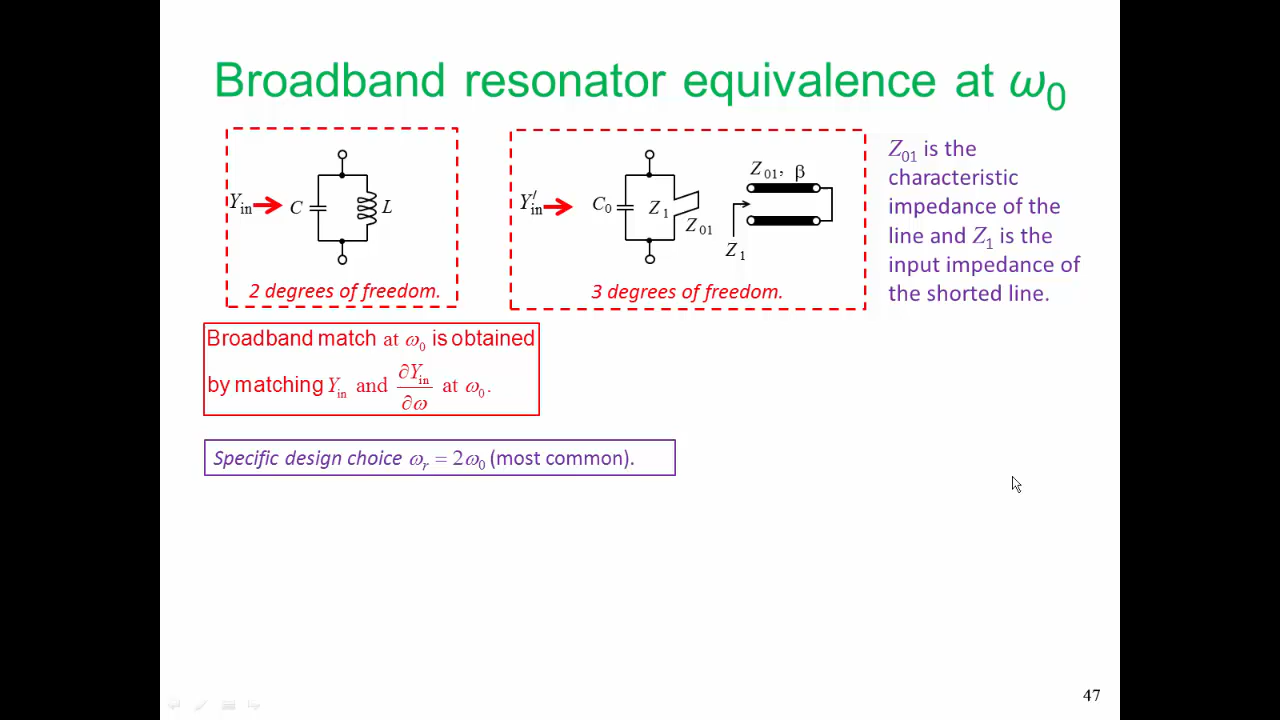 Broadband resonator equivalence at ω0
Yin
C
L
2 degrees of freedom.
Y′in
C0
Z1
Z01
Z01, β
Z1
3 degrees of freedom.
Z01 is the
characteristic
impedance of the
line and Z1 is the
input impedance of
the shorted line.
Broadband match at ω0 is obtained
by matching Yin and ∂Yin/∂ω at ω0.
Specific design choice ωr = 2ω0 (most common).
47